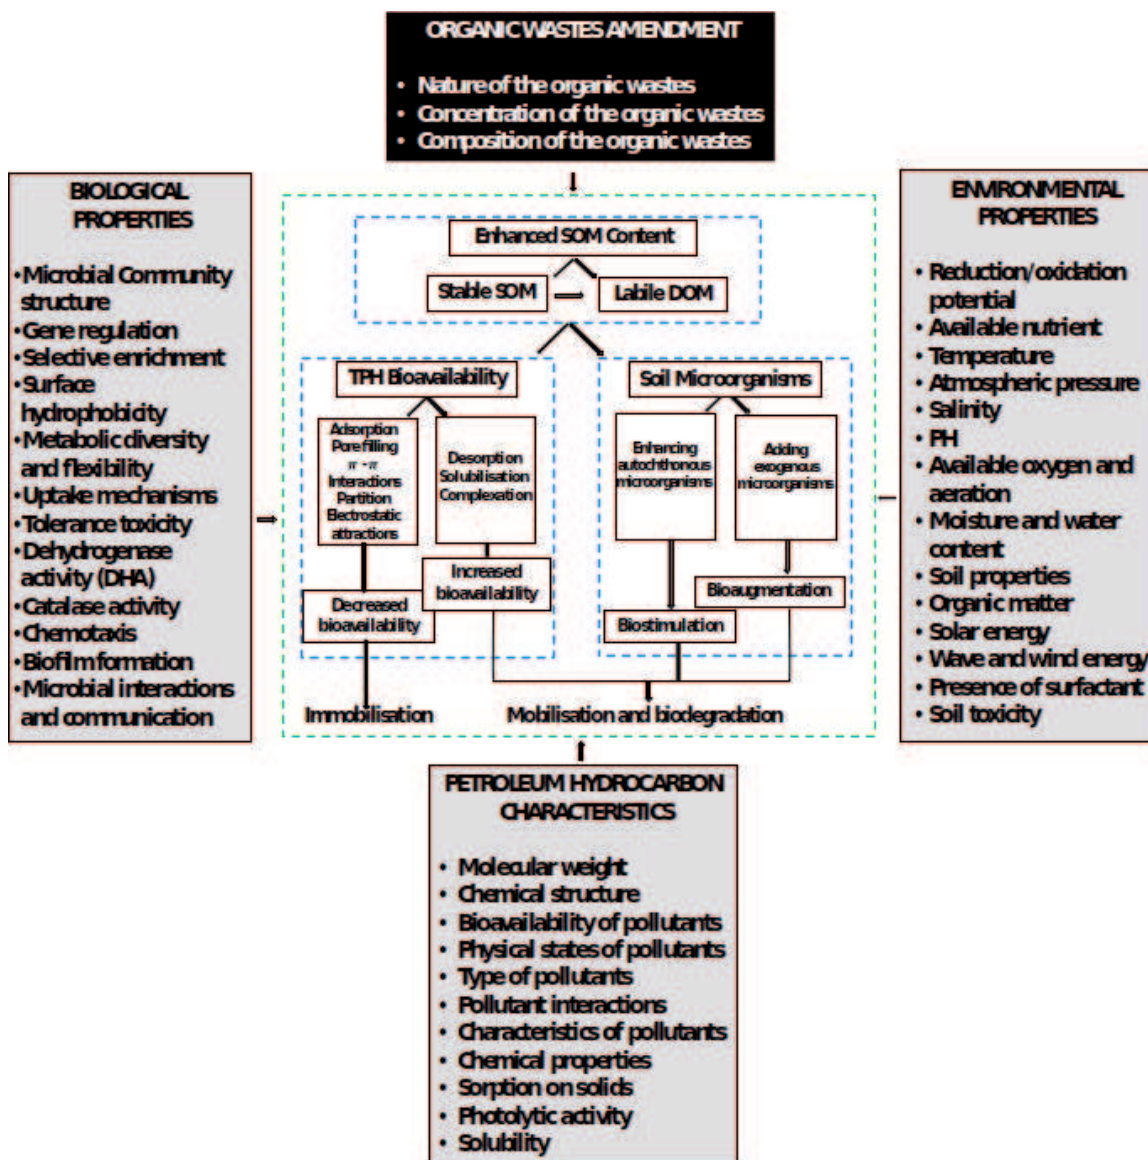 ORGANIC WASTES AMENDMENT
• Nature of the organic wastes
• Concentration of the organic wastes
• Composition of the organic wastes
BIOLOGICAL
PROPERTIES
• Microbial Community
structure
• Gene regulation
• Selective enrichment
• Surface
hydrophobicity
• Metabolic diversity
and flexibility
• Uptake mechanisms
• Tolerance toxicity
• Dehydrogenase
activity (DHA)
• Catalase activity
• Chemotaxis
• Biofilm formation
• Microbial interactions
and communication
Enhanced SOM Content
Stable SOM
Labile DOM
TPH Bioavailability
Adsorption
Pore filling
π - π
Interactions
Partition
Electrostatic
attractions
Desorption
Solubilisation
Complexation
Decreased
bioavailability
Increased
bioavailability
Soil Microorganisms
Enhancing
autochthonous
microorganisms
Adding
exogenous
microorganisms
Bioaugmentation
Biostimulation
Immobilisation
Mobilisation and biodegradation
ENVIRONMENTAL
PROPERTIES
• Reduction/oxidation
potential
• Available nutrient
• Temperature
• Atmospheric pressure
• Salinity
• PH
• Available oxygen and
aeration
• Moisture and water
content
• Soil properties
• Organic matter
• Solar energy
• Wave and wind energy
• Presence of surfactant
• Soil toxicity
PETROLEUM HYDROCARBON
CHARACTERISTICS
• Molecular weight
• Chemical structure
• Bioavailability of pollutants
• Physical states of pollutants
• Type of pollutants
• Pollutant interactions
• Characteristics of pollutants
• Chemical properties
• Sorption on solids
• Photolytic activity
• Solubility